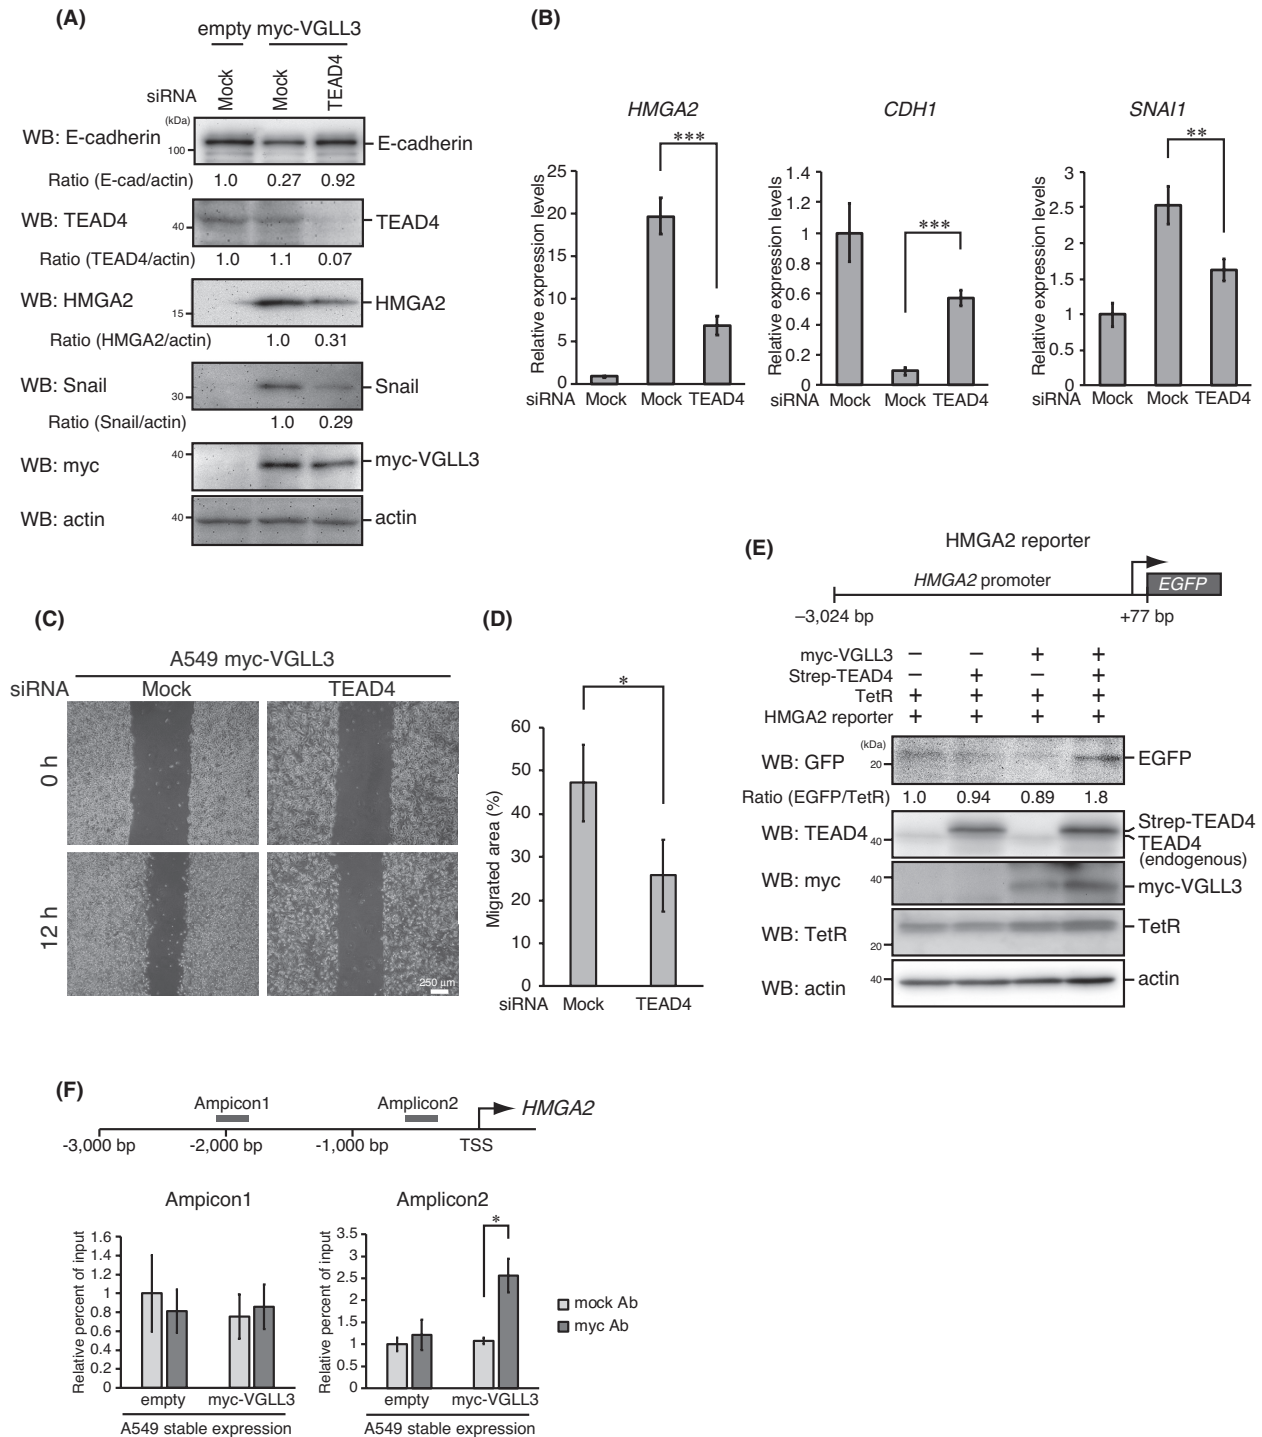 (A)
empty myc-VGLL3
siRNA Mock Mock TEAD4
(kDa)
WB: E-cadherin 100 E-cadherin
Ratio (E-cad/actin) 1.0 0.27 0.92
WB: TEAD4 40 TEAD4
Ratio (TEAD4/actin) 1.0 1.1 0.07
WB: HMGA2 15 HMGA2
Ratio (HMGA2/actin) 1.0 0.31
WB: Snail 30 Snail
Ratio (Snail/actin) 1.0 0.29
WB: myc 40 myc-VGLL3
WB: actin 40 actin
(B)
HMGA2
***
Relative expression levels
25
20
15
10
5
0
siRNA Mock Mock TEAD4
CDH1
***
Relative expression levels
1.4
1.2
1
0.8
0.6
0.4
0.2
0
siRNA Mock Mock TEAD4
SNAI1
**
Relative expression levels
3
2.5
2
1.5
1
0.5
0
siRNA Mock Mock TEAD4
(C)
A549 myc-VGLL3
siRNA Mock TEAD4
0 h
12 h
250 μm
(D)
*
Migrated area (%)
60
50
40
30
20
10
0
siRNA Mock TEAD4
(E)
HMGA2 reporter
HMGA2 promoter EGFP
–3,024 bp +77 bp
myc-VGLL3 – – + +
Strep-TEAD4 – + – +
TetR + + + +
HMGA2 reporter + + + +
(kDa)
WB: GFP 20 EGFP
Ratio (EGFP/TetR) 1.0 0.94 0.89 1.8
WB: TEAD4 40 Strep-TEAD4
TEAD4
(endogenous)
WB: myc 40 myc-VGLL3
WB: TetR 20 TetR
WB: actin 40 actin
(F)
Ampicon1 Amplicon2 HMGA2
-3,000 bp -2,000 bp -1,000 bp TSS
Ampicon1
Relative percent of input
1.6
1.4
1.2
1
0.8
0.6
0.4
0.2
0
empty myc-VGLL3
A549 stable expression
Amplicon2
*
Relative percent of input
3.5
3
2.5
2
1.5
1
0.5
0
empty myc-VGLL3
A549 stable expression
mock Ab
myc Ab